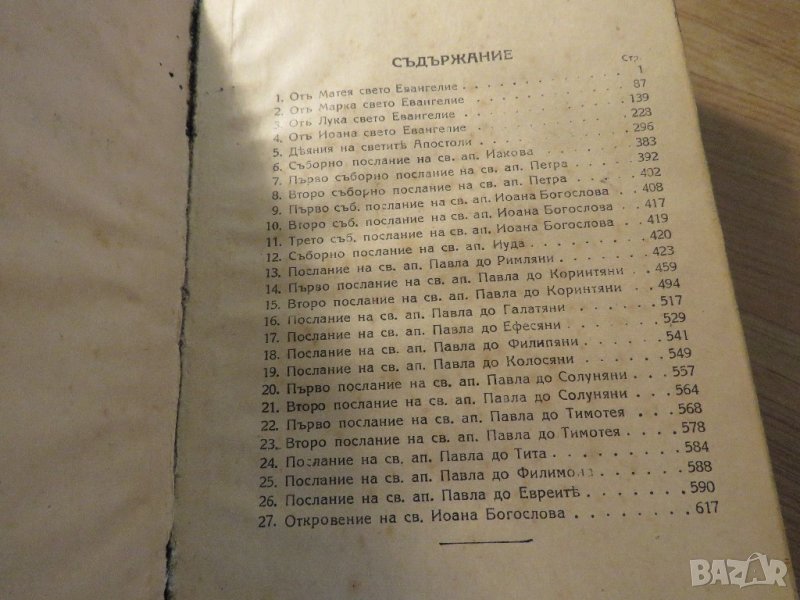 СЪДЪРЖАНИЕ
Стр.
1. Отъ Матея свето Евангелие . . . . . . . . 1
2. Отъ Марка свето Евангелие . . . . . . . . 87
3. Отъ Лука свето Евангелие . . . . . . . . 139
4. Отъ Иоана свето Евангелие . . . . . . . . 228
5. Дѣяния на светитѣ Апостоли . . . . . . . . 296
6. Съборно послание на св. ап. Иакова . . . . . 383
7. Първо съборно послание на св. ап. Петра . . . . 392
8. Второ съборно послание на св. ап. Петра . . . . 402
9. Първо съб. послание на св. ап. Иоана Богослова . . 408
10. Второ съб. послание на св. ап. Иоана Богослова . . 417
11. Трето съб. послание на св. ап. Иоана Богослова . . 419
12. Съборно послание на св. ап. Иуда . . . . . . 420
13. Послание на св. ап. Павла до Римляни . . . . . 423
14. Първо послание на св. ап. Павла до Коринтяни . . 459
15. Второ послание на св. ап. Павла до Коринтяни . . 494
16. Послание на св. ап. Павла до Галатяни . . . . . 517
17. Послание на св. ап. Павла до Ефесяни . . . . . 529
18. Послание на св. ап. Павла до Филипяни . . . . . 541
19. Послание на св. ап. Павла до Колосяни . . . . . 549
20. Първо послание на св. ап. Павла до Солуняни . . . 557
21. Второ послание на св. ап. Павла до Солуняни . . . 564
22. Първо послание на св. ап. Павла до Тимотея . . . 568
23. Второ послание на св. ап. Павла до Тимотея . . . 578
24. Послание на св. ап. Павла до Тита . . . . . . 584
25. Послание на св. ап. Павла до Филимона . . . . . 588
26. Послание на св. ап. Павла до Евреитѣ . . . . . 590
27. Откровение на св. Иоана Богослова . . . . . . . 617
BAZAR
bg